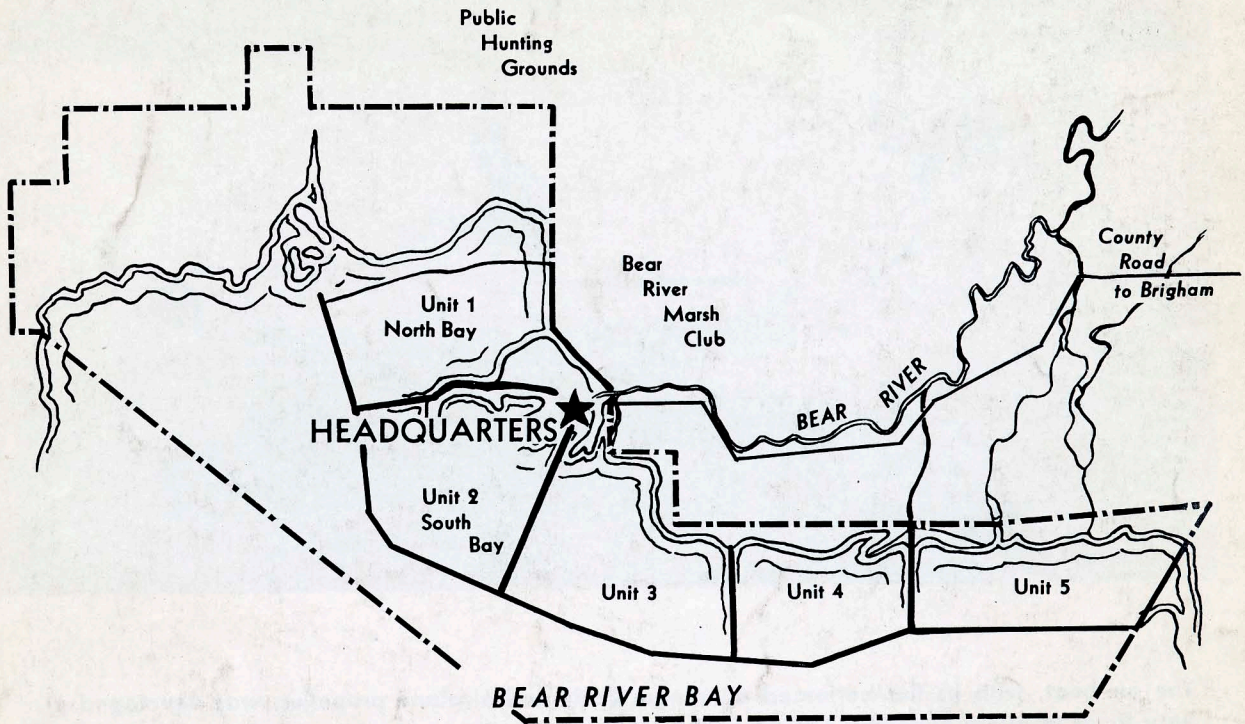 Public
Hunting
Grounds
County
Road
to Brigham
Bear
River
Marsh
Club
Unit 1
North Bay
BEAR RIVER
HEADQUARTERS
Unit 2
South
Bay
Unit 3
Unit 4
Unit 5
BEAR RIVER BAY